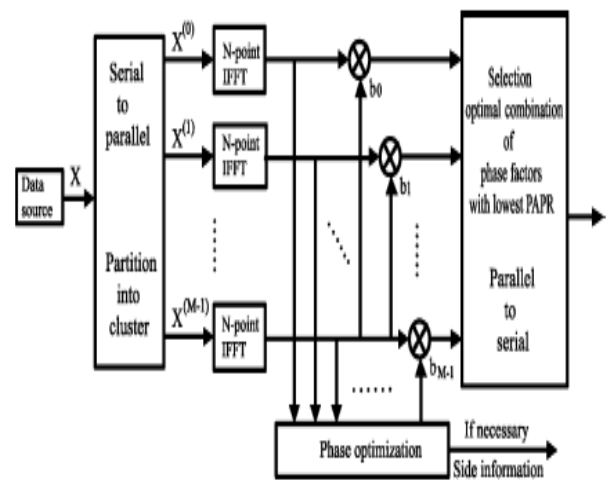 Data
source
X
Serial
to
parallel
Partition
into
cluster
X(0)
N-point
IFFT
b0
X(1)
N-point
IFFT
b1
X(M-1)
N-point
IFFT
bM-1
Selection
optimal combination
of
phase factors
with lowest PAPR
Parallel
to
serial
Phase optimization
If necessary
Side information